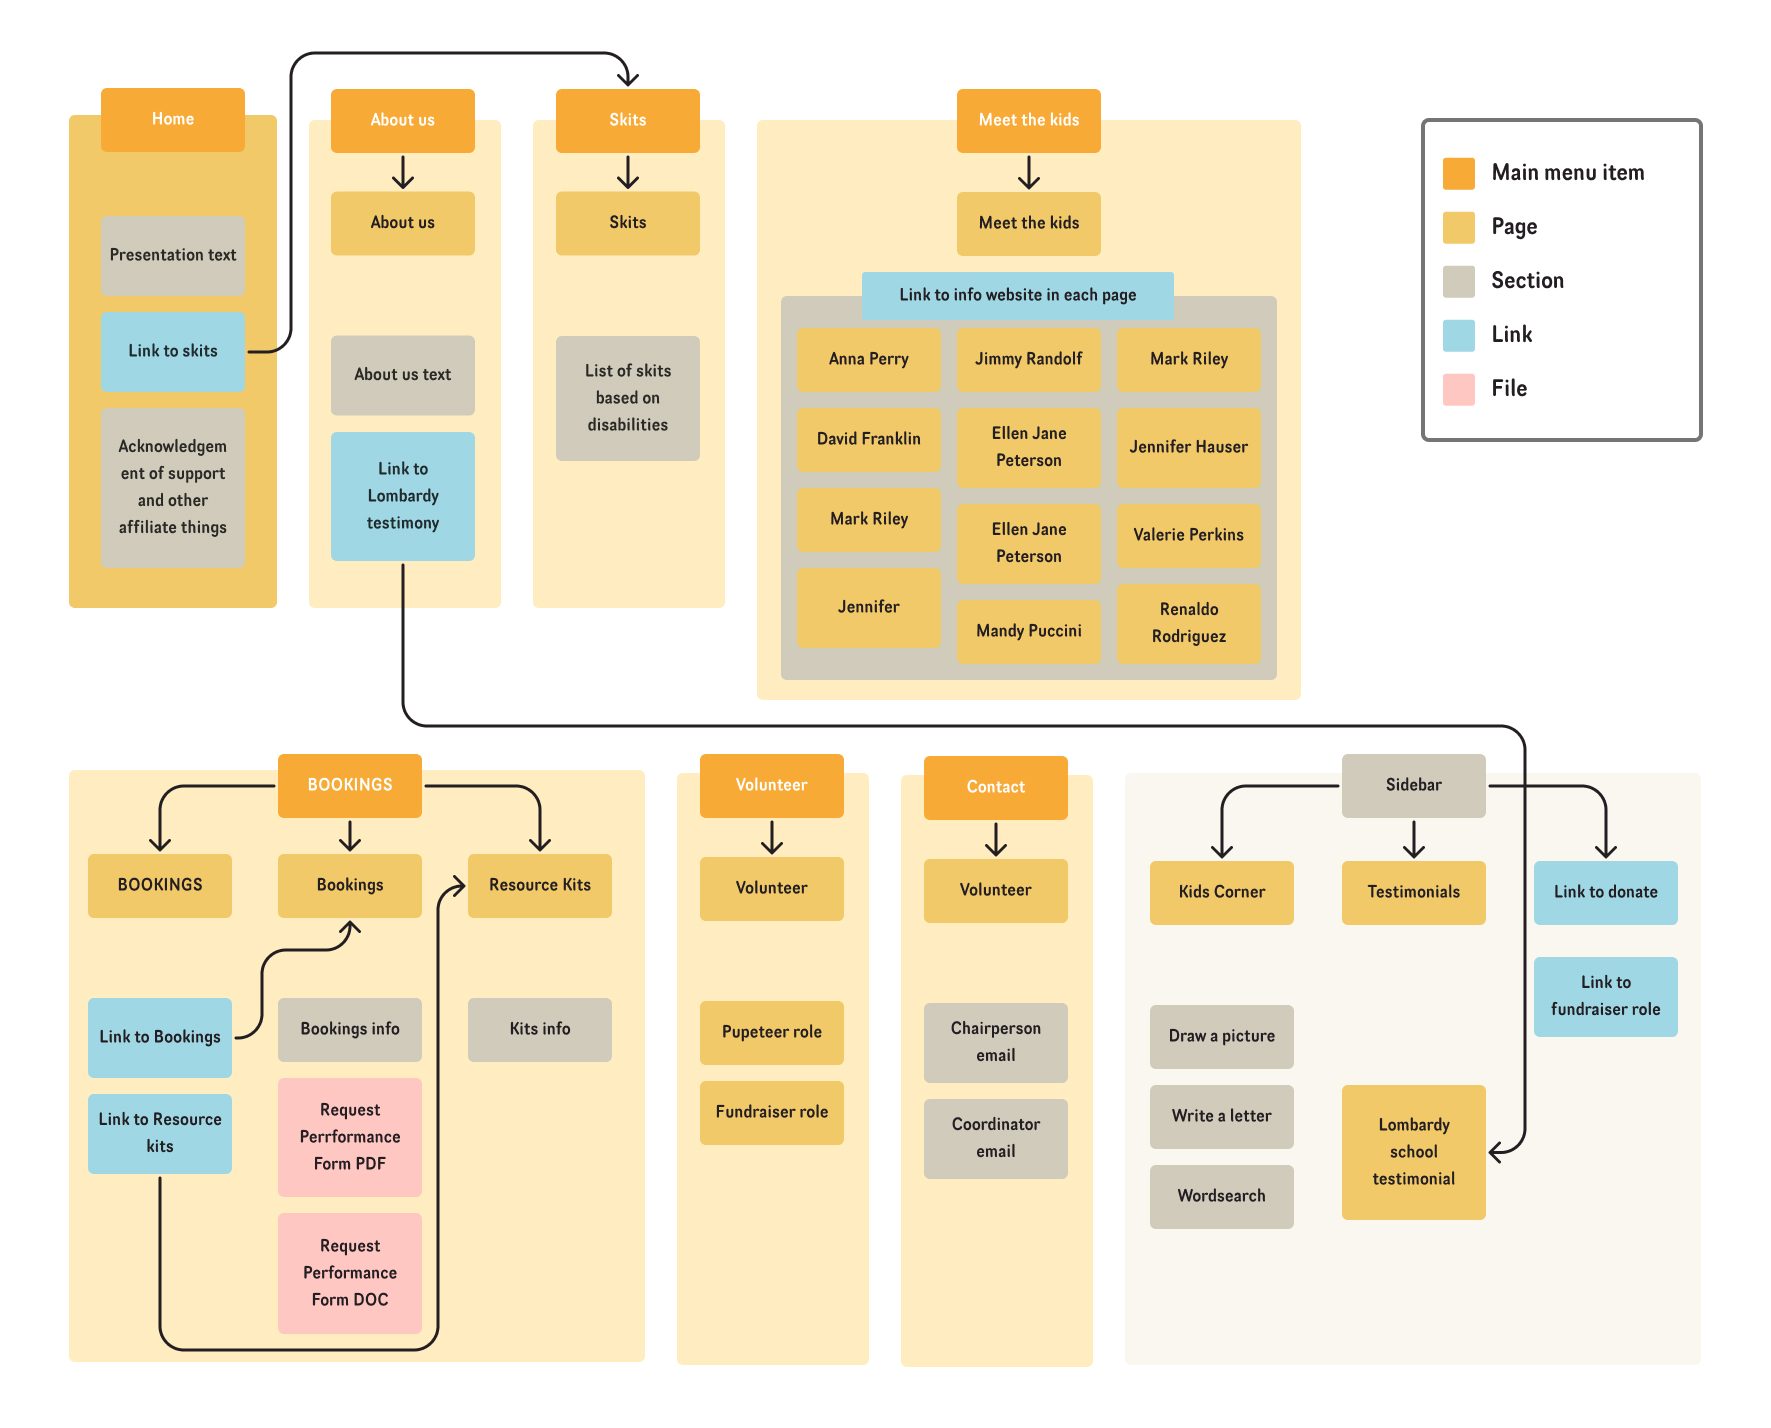 Home
Presentation text
Link to skits
Acknowledgem
ent of support
and other
affiliate things
About us
About us
About us text
Link to
Lombardy
testimony
Skits
Skits
List of skits
based on
disabilities
Meet the kids
Meet the kids
Link to info website in each page
Anna Perry
David Franklin
Mark Riley
Jennifer
Jimmy Randolf
Ellen Jane
Peterson
Ellen Jane
Peterson
Mandy Puccini
Mark Riley
Jennifer Hauser
Valerie Perkins
Renaldo
Rodriguez
Main menu item
Page
Section
Link
File
BOOKINGS
BOOKINGS
Link to Bookings
Link to Resource
kits
Bookings
Bookings info
Request
Perrformance
Form PDF
Request
Performance
Form DOC
Resource Kits
Kits info
Volunteer
Volunteer
Pupeteer role
Fundraiser role
Contact
Volunteer
Chairperson
email
Coordinator
email
Sidebar
Kids Corner
Draw a picture
Write a letter
Wordsearch
Testimonials
Lombardy
school
testimonial
Link to donate
Link to
fundraiser role